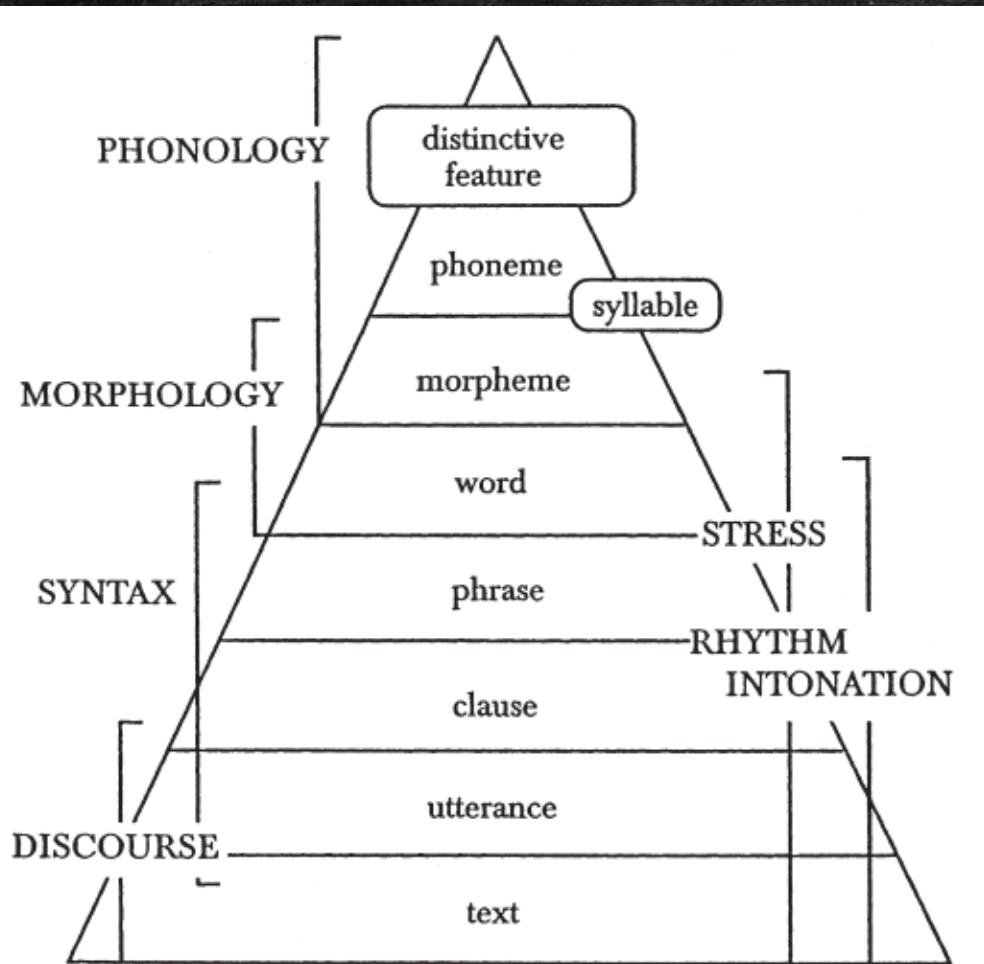 PHONOLOGY
distinctive
feature
phoneme
syllable
MORPHOLOGY
morpheme
word
STRESS
SYNTAX
phrase
RHYTHM
INTONATION
clause
utterance
DISCOURSE
text